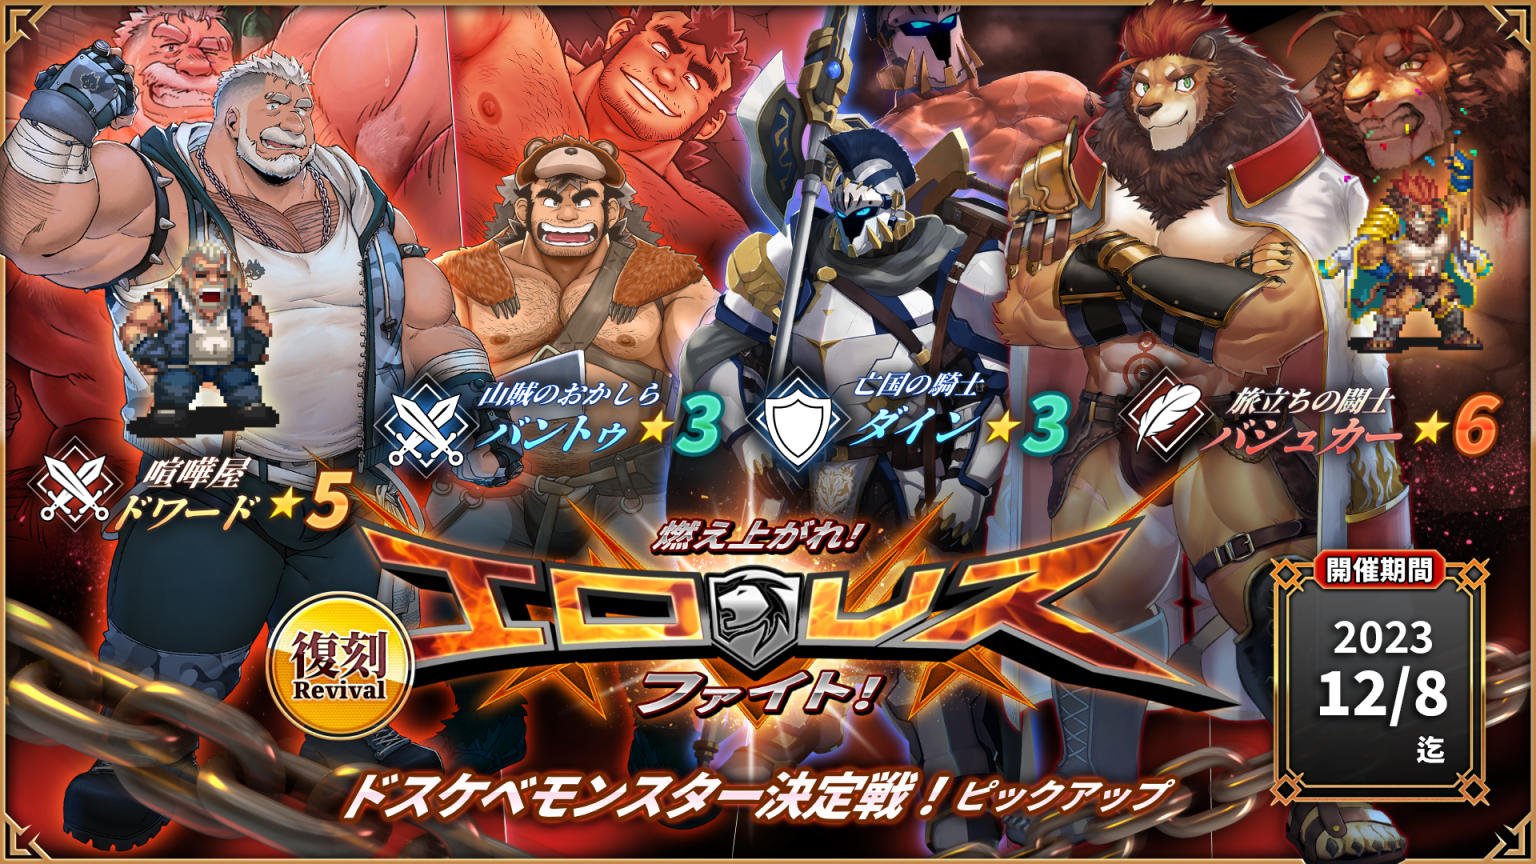 喧嘩屋
ドワード★5
山賊のおかしら
バントゥ★3
亡国の騎士
ダイン★3
旅立ちの闘士
バシュカー★6
燃え上がれ!
エロレス
ファイト!
復刻
Revival
ドスケベモンスター決定戦！ピックアップ
開催期間
2023
12/8
迄